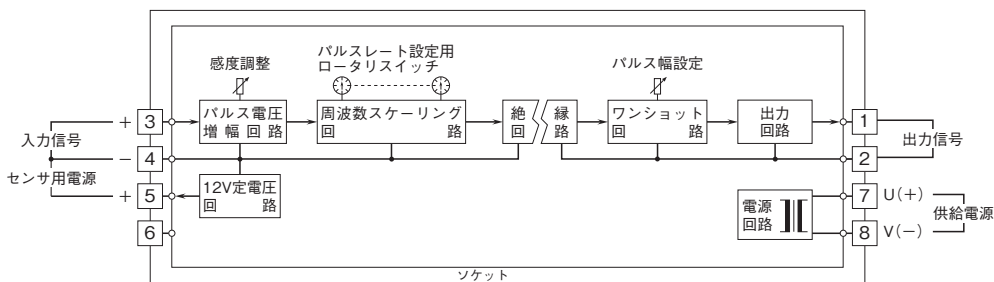 感度調整
パルスレート設定用
ロータリスイッチ
パルス幅設定
パルス電圧
増幅回路
周波数スケーリング
回路
絶縁
回路
ワンショット
回路
出力
回路
入力信号
センサ用電源
+ 3
− 4
+ 5
6
12V定電圧
回路
1
2
出力信号
電源
回路
7 U(+)
8 V(−)
供給電源
ソケット